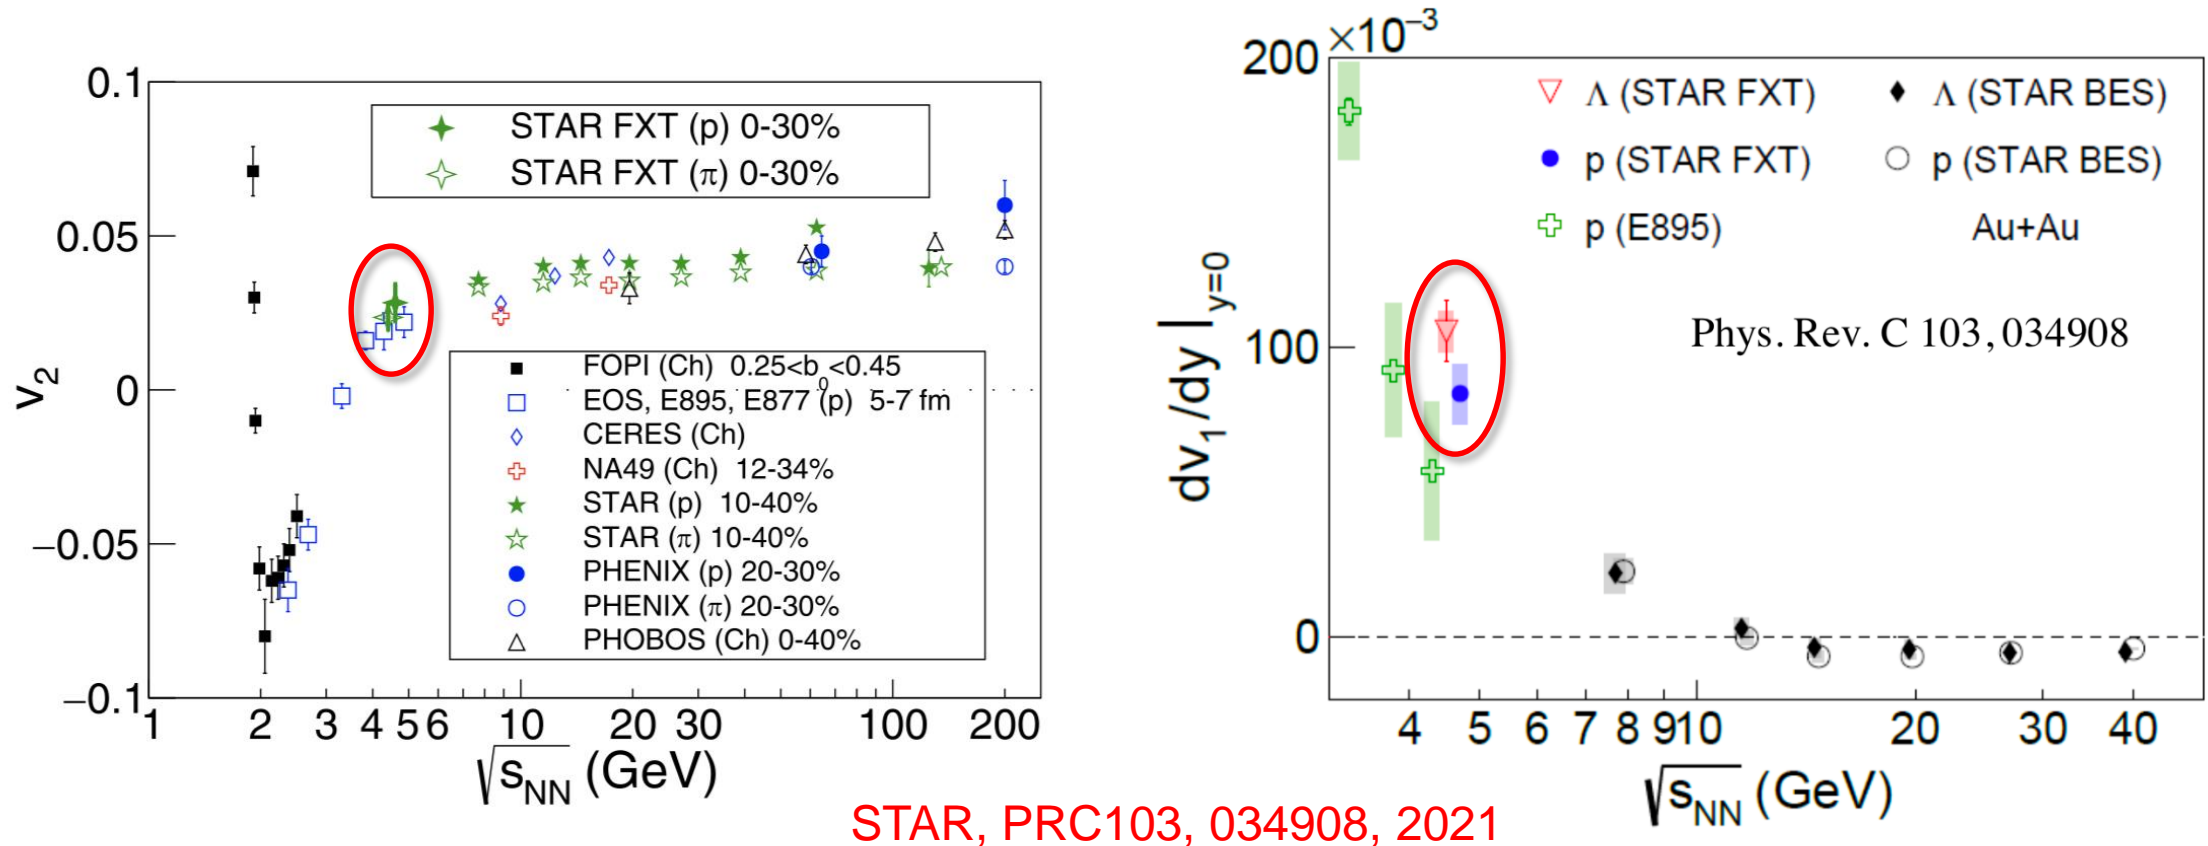 0.1
0.05
0
−0.05
−0.1
v2
STAR FXT (p) 0-30%
STAR FXT (π) 0-30%
FOPI (Ch) 0.25<b0<0.45
EOS, E895, E877 (p) 5-7 fm
CERES (Ch)
NA49 (Ch) 12-34%
STAR (p) 10-40%
STAR (π) 10-40%
PHENIX (p) 20-30%
PHENIX (π) 20-30%
PHOBOS (Ch) 0-40%
1 2 3 4 5 6 10 20 30 100 200
√sNN (GeV)
200 ×10−3
100
0
dv1/dy |y=0
Λ (STAR FXT) Λ (STAR BES)
p (STAR FXT) p (STAR BES)
p (E895) Au+Au
Phys. Rev. C 103, 034908
4 5 6 7 8 9 10 20 30 40
√sNN (GeV)
STAR, PRC103, 034908, 2021